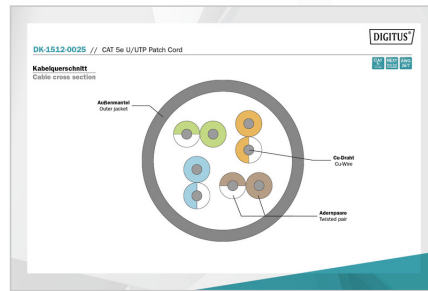 DIGITUS®
DK-1512-0025 // CAT 5e U/UTP Patch Cord
Kabelquerschnitt
Cable cross section
Außenmantel
Outer jacket
Cu-Draht
Cu-Wire
Adernpaare
Twisted pair